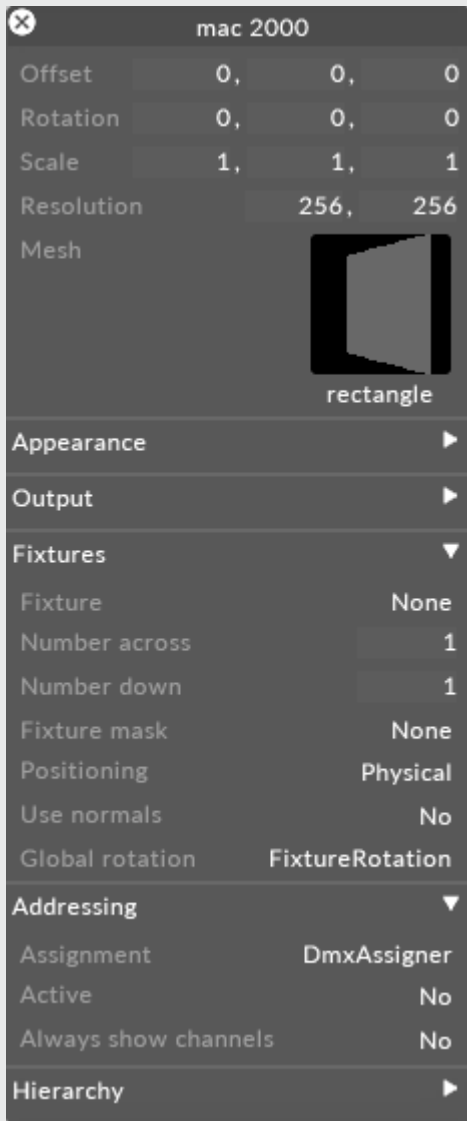 mac 2000
Offset 0, 0, 0
Rotation 0, 0, 0
Scale 1, 1, 1
Resolution 256, 256
Mesh
rectangle
Appearance
Output
Fixtures
Fixture None
Number across 1
Number down 1
Fixture mask None
Positioning Physical
Use normals No
Global rotation FixtureRotation
Addressing
Assignment DmxAssigner
Active No
Always show channels No
Hierarchy